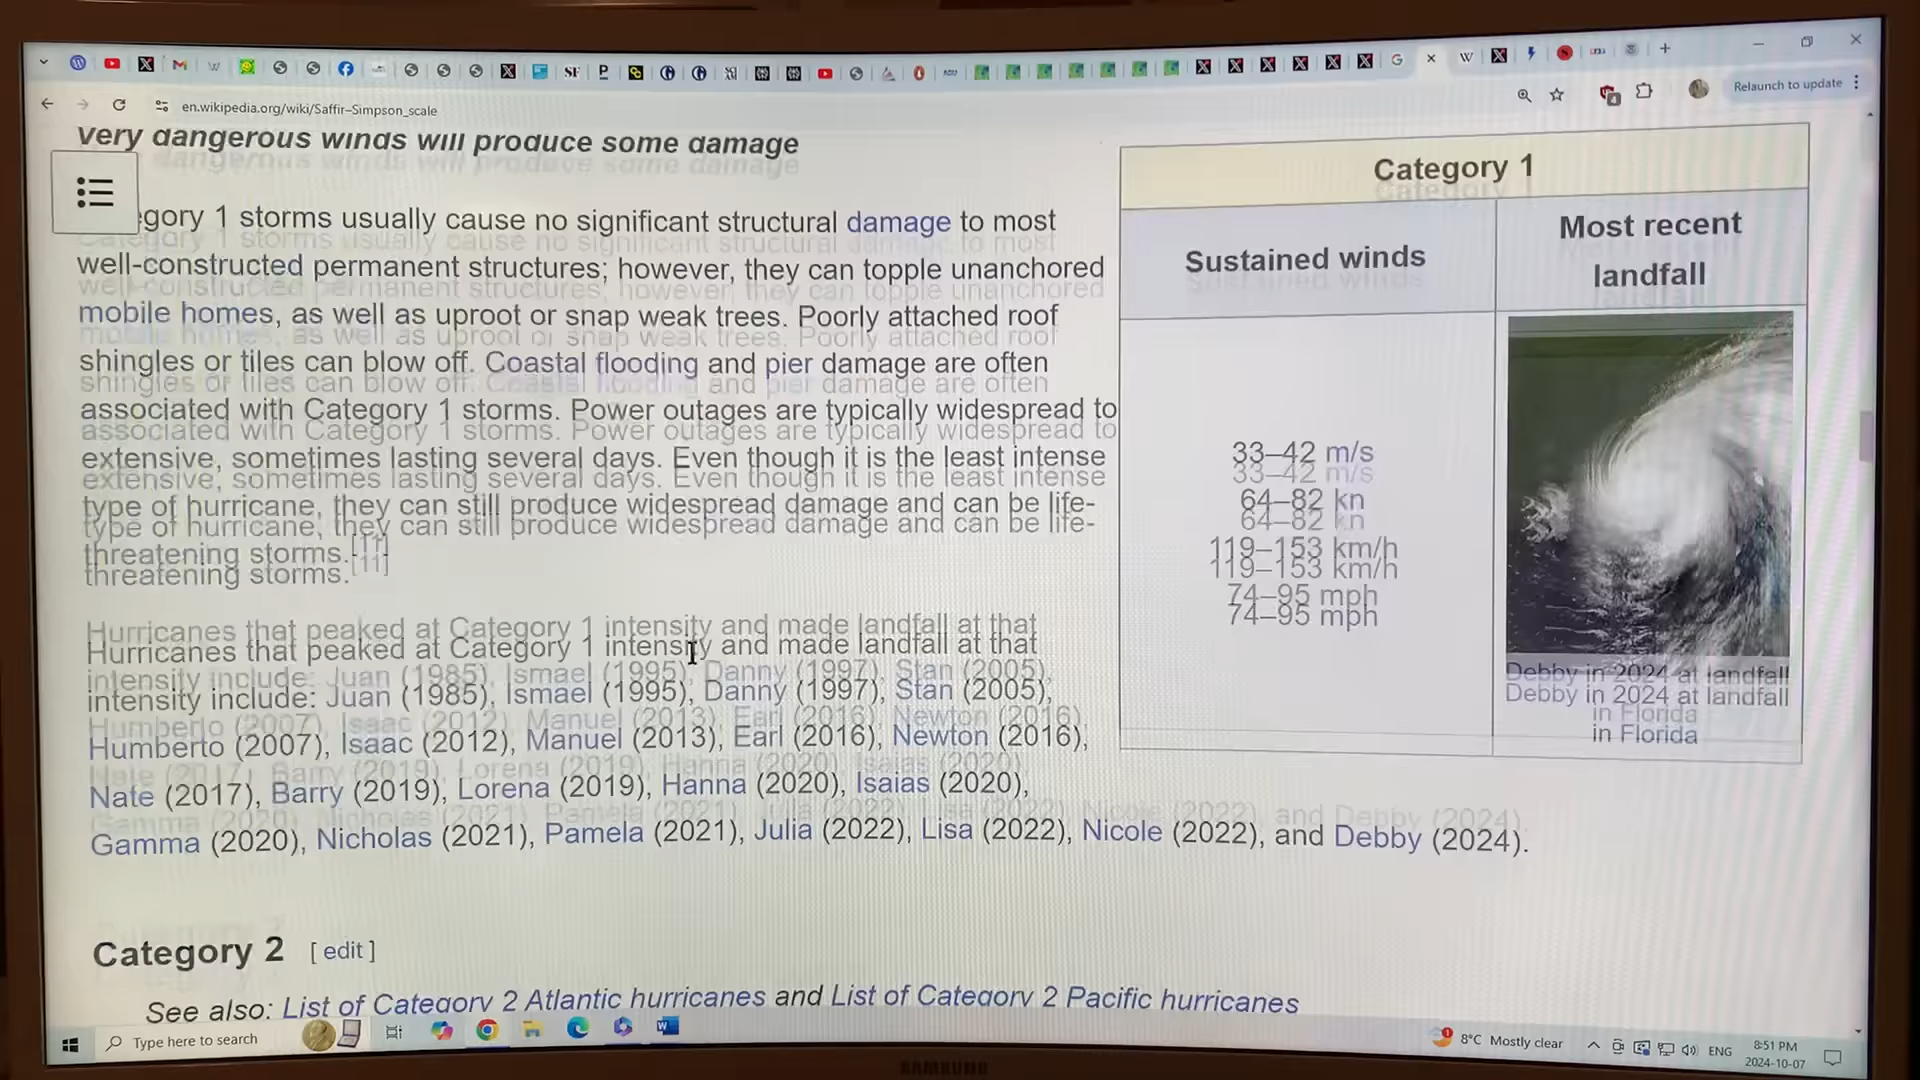 en.wikipedia.org/wiki/Saffir–Simpson_scale
Relaunch to update
very dangerous winds will produce some damage
gory 1 storms usually cause no significant structural damage to most
well-constructed permanent structures; however, they can topple unanchored
mobile homes, as well as uproot or snap weak trees. Poorly attached roof
shingles or tiles can blow off. Coastal flooding and pier damage are often
associated with Category 1 storms. Power outages are typically widespread to
extensive, sometimes lasting several days. Even though it is the least intense
type of hurricane, they can still produce widespread damage and can be life-
threatening storms.[11]
Hurricanes that peaked at Category 1 intensity and made landfall at that
intensity include: Juan (1985), Ismael (1995), Danny (1997), Stan (2005),
Humberto (2007), Isaac (2012), Manuel (2013), Earl (2016), Newton (2016),
Nate (2017), Barry (2019), Lorena (2019), Hanna (2020), Isaias (2020),
Gamma (2020), Nicholas (2021), Pamela (2021), Julia (2022), Lisa (2022), Nicole (2022), and Debby (2024).
Category 1
Sustained winds
Most recent
landfall
33–42 m/s
64–82 kn
119–153 km/h
74–95 mph
Debby in 2024 at landfall
in Florida
Category 2 [ edit ]
See also: List of Category 2 Atlantic hurricanes and List of Category 2 Pacific hurricanes
Type here to search
8°C Mostly clear
ENG
8:51 PM
2024-10-07
SAMSUNG